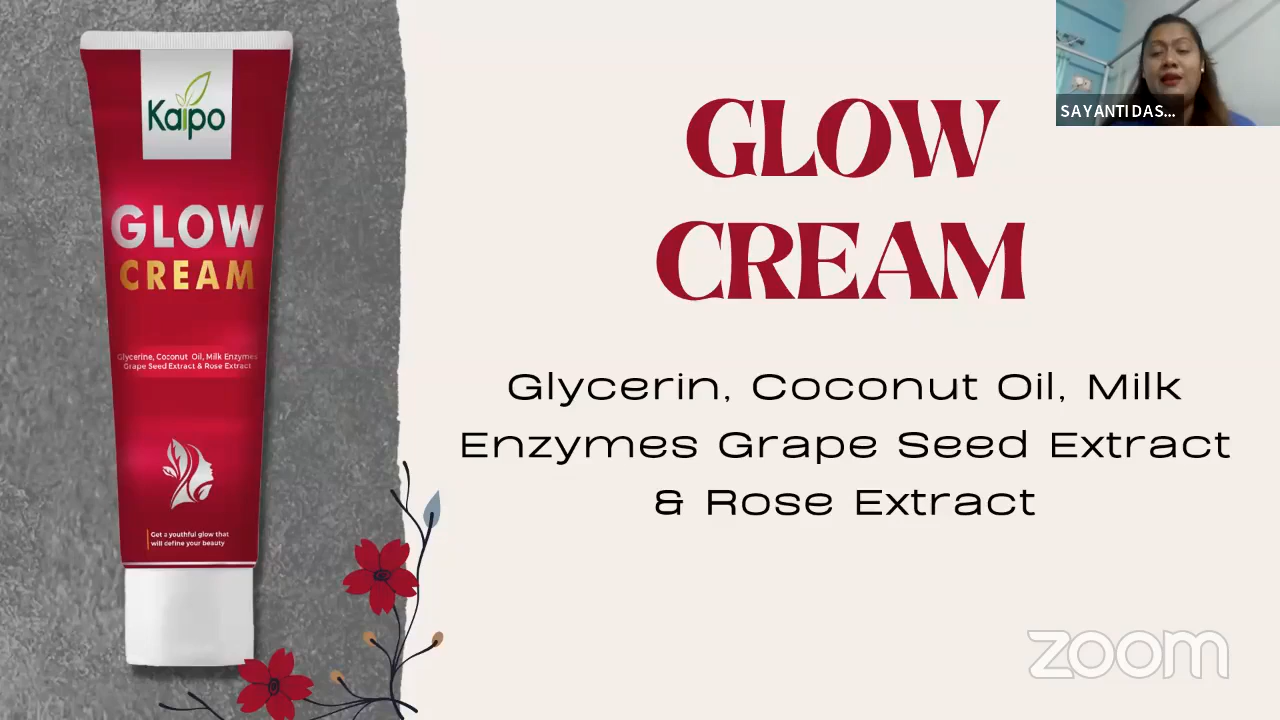 Kaipo
GLOW
CREAM
Glycerine, Coconut Oil, Milk Enzymes
Grape Seed Extract & Rose Extract
Get a youthful glow that
will define your beauty
GLOW
CREAM
Glycerin, Coconut Oil, Milk
Enzymes Grape Seed Extract
& Rose Extract
SAYANTI DAS...
zoom